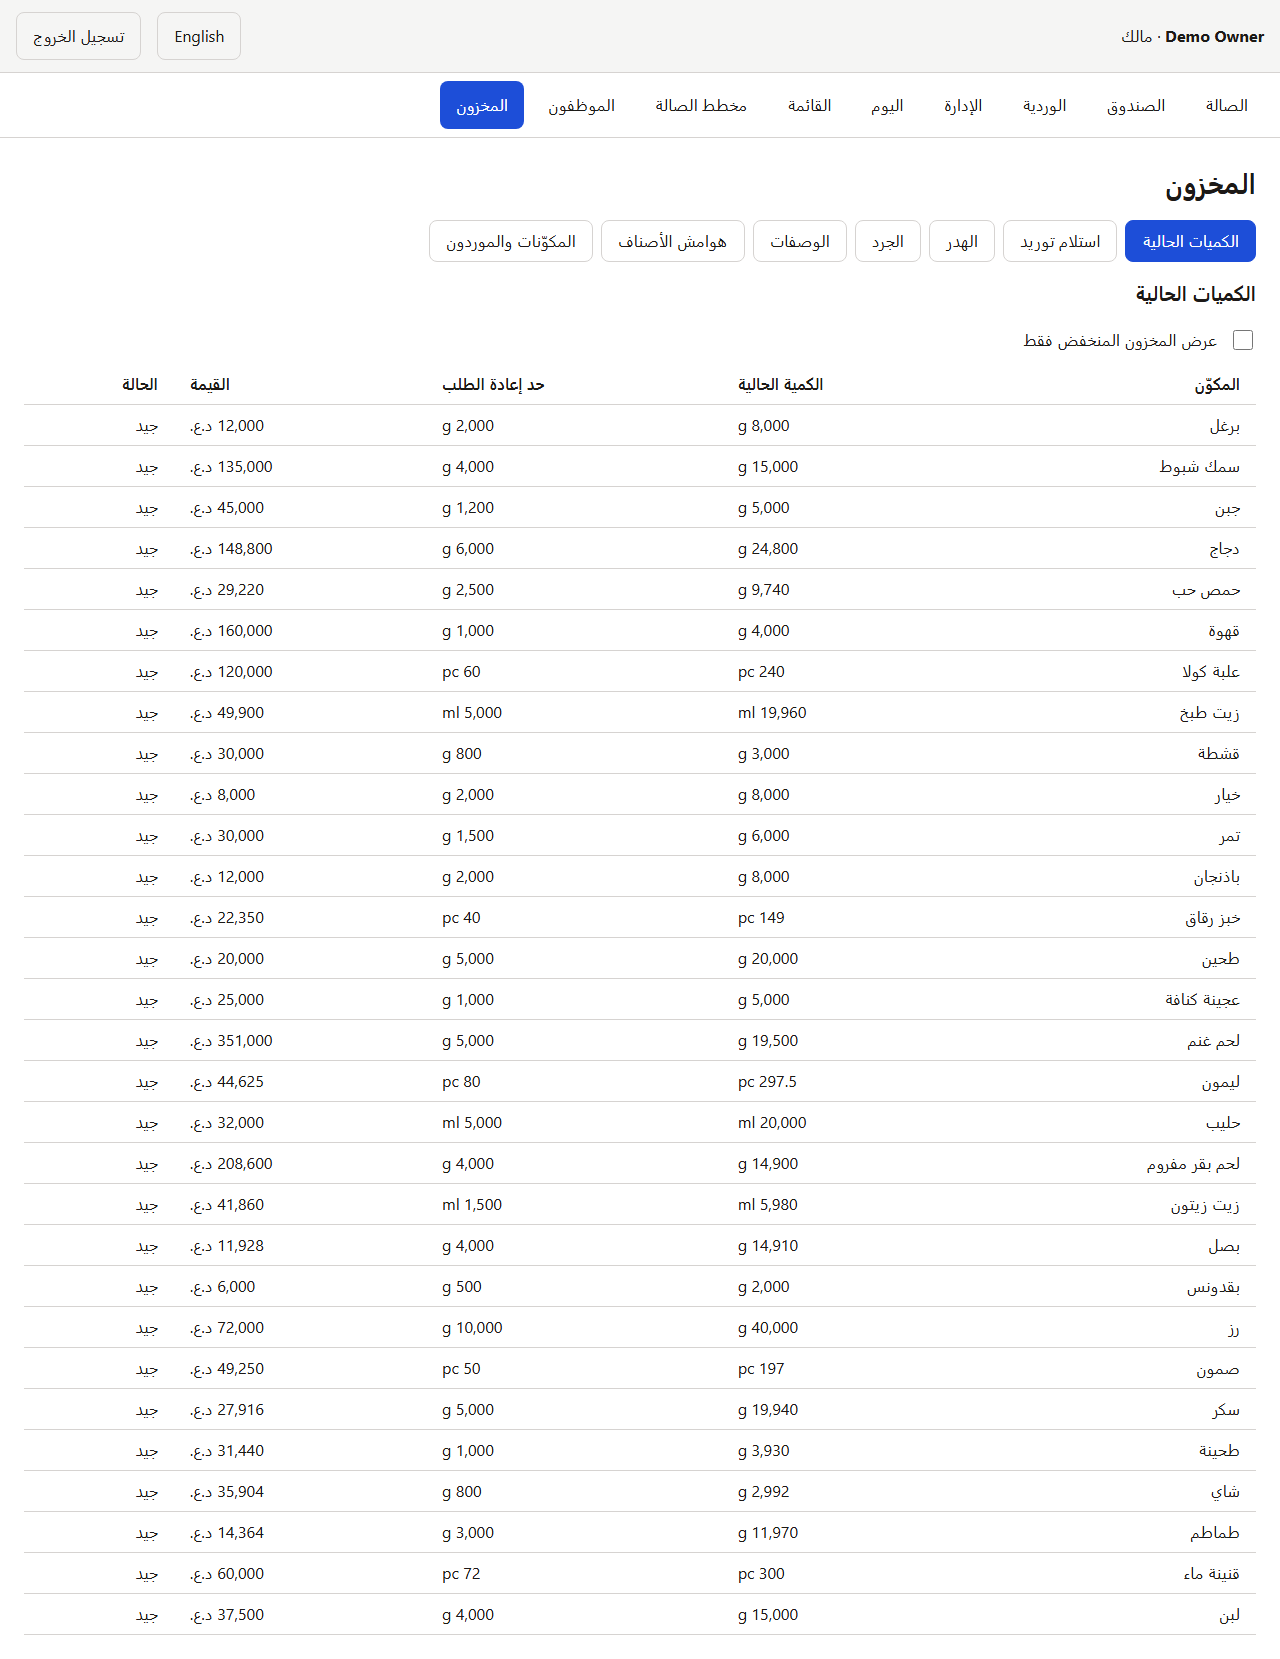 Demo Owner · مالك
English
تسجيل الخروج
الصالة الصندوق الوردية الإدارة اليوم القائمة مخطط الصالة الموظفون المخزون
المخزون
الكميات الحالية استلام توريد الهدر الجرد الوصفات هوامش الأصناف المكوّنات والموردون
الكميات الحالية
عرض المخزون المنخفض فقط
المكوّن الكمية الحالية حد إعادة الطلب القيمة الحالة
برغل 8,000 g 2,000 g 12,000 د.ع. جيد
سمك شبوط 15,000 g 4,000 g 135,000 د.ع. جيد
جبن 5,000 g 1,200 g 45,000 د.ع. جيد
دجاج 24,800 g 6,000 g 148,800 د.ع. جيد
حمص حب 9,740 g 2,500 g 29,220 د.ع. جيد
قهوة 4,000 g 1,000 g 160,000 د.ع. جيد
علبة كولا 240 pc 60 pc 120,000 د.ع. جيد
زيت طبخ 19,960 ml 5,000 ml 49,900 د.ع. جيد
قشطة 3,000 g 800 g 30,000 د.ع. جيد
خيار 8,000 g 2,000 g 8,000 د.ع. جيد
تمر 6,000 g 1,500 g 30,000 د.ع. جيد
باذنجان 8,000 g 2,000 g 12,000 د.ع. جيد
خبز رقاق 149 pc 40 pc 22,350 د.ع. جيد
طحين 20,000 g 5,000 g 20,000 د.ع. جيد
عجينة كنافة 5,000 g 1,000 g 25,000 د.ع. جيد
لحم غنم 19,500 g 5,000 g 351,000 د.ع. جيد
ليمون 297.5 pc 80 pc 44,625 د.ع. جيد
حليب 20,000 ml 5,000 ml 32,000 د.ع. جيد
لحم بقر مفروم 14,900 g 4,000 g 208,600 د.ع. جيد
زيت زيتون 5,980 ml 1,500 ml 41,860 د.ع. جيد
بصل 14,910 g 4,000 g 11,928 د.ع. جيد
بقدونس 2,000 g 500 g 6,000 د.ع. جيد
رز 40,000 g 10,000 g 72,000 د.ع. جيد
صمون 197 pc 50 pc 49,250 د.ع. جيد
سكر 19,940 g 5,000 g 27,916 د.ع. جيد
طحينة 3,930 g 1,000 g 31,440 د.ع. جيد
شاي 2,992 g 800 g 35,904 د.ع. جيد
طماطم 11,970 g 3,000 g 14,364 د.ع. جيد
قنينة ماء 300 pc 72 pc 60,000 د.ع. جيد
لبن 15,000 g 4,000 g 37,500 د.ع. جيد